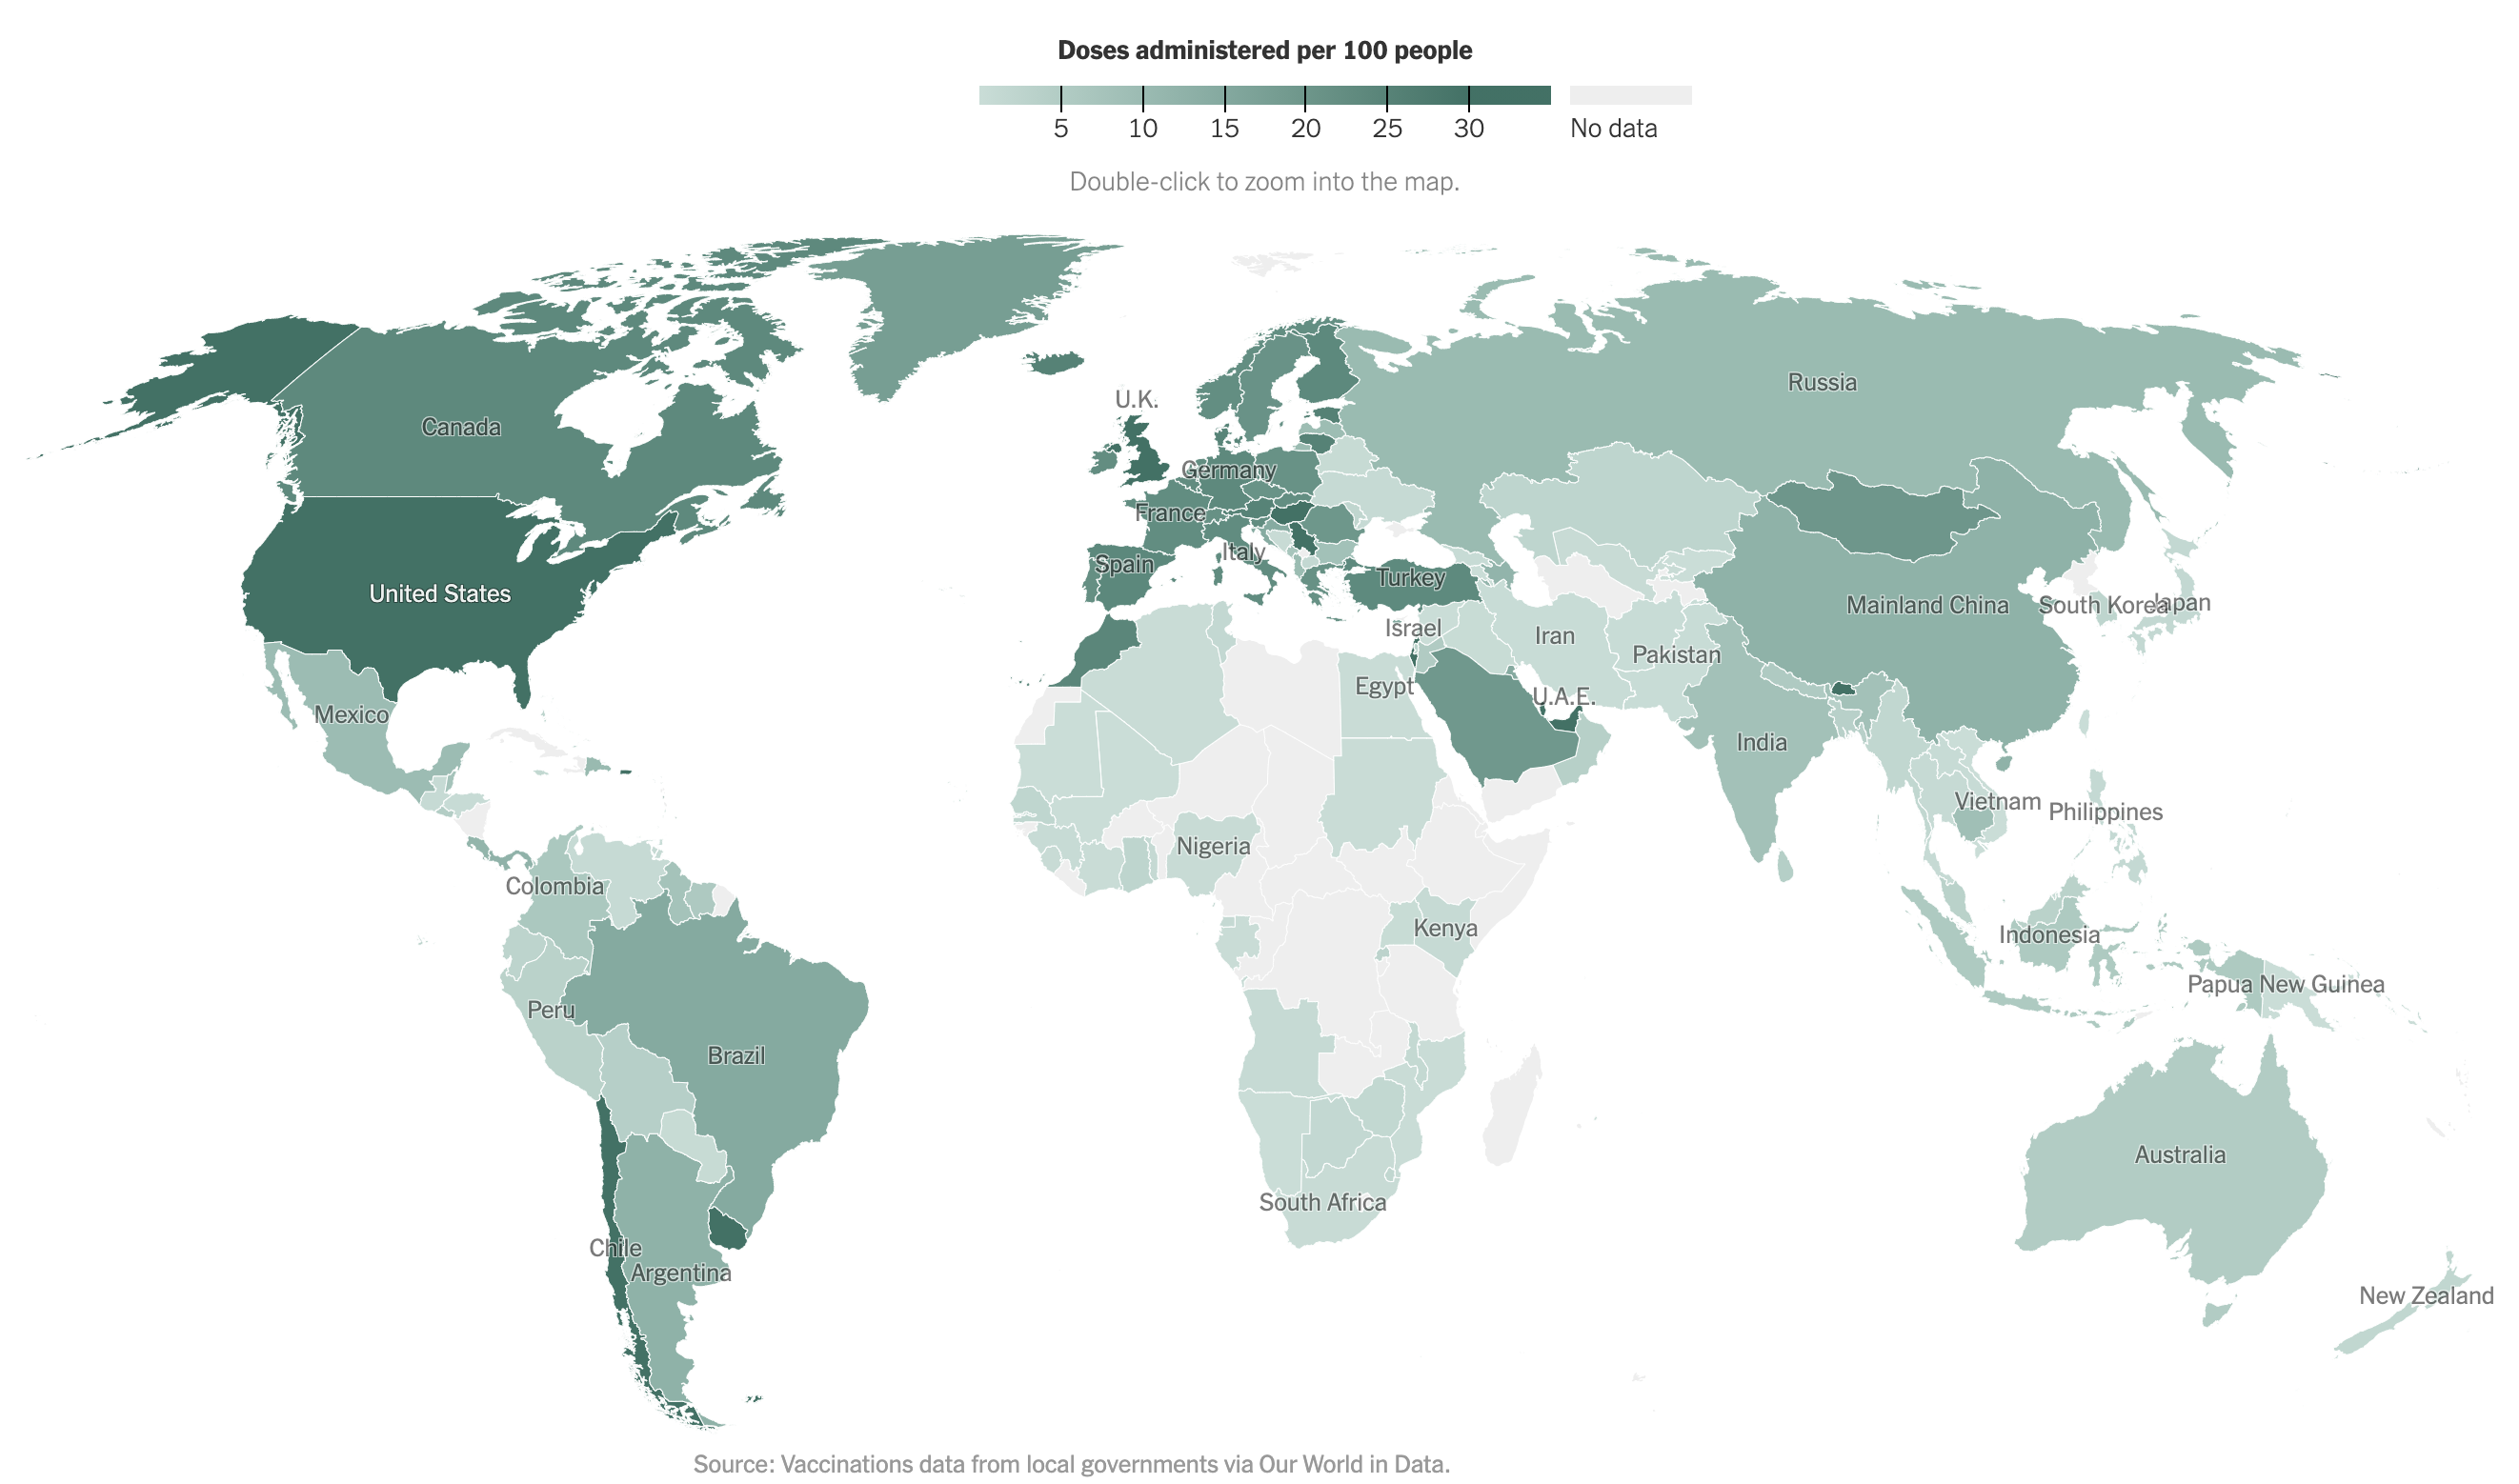 Doses administered per 100 people
5 10 15 20 25 30 No data
Double-click to zoom into the map.
Russia
U.K.
Canada
Germany
France
Italy
Spain
Turkey
United States
Mainland China
South Korea
Japan
Israel
Iran
Pakistan
Egypt
U.A.E.
Mexico
India
Vietnam
Philippines
Nigeria
Colombia
Kenya
Indonesia
Papua New Guinea
Peru
Brazil
Australia
South Africa
Chile
Argentina
New Zealand
Source: Vaccinations data from local governments via Our World in Data.